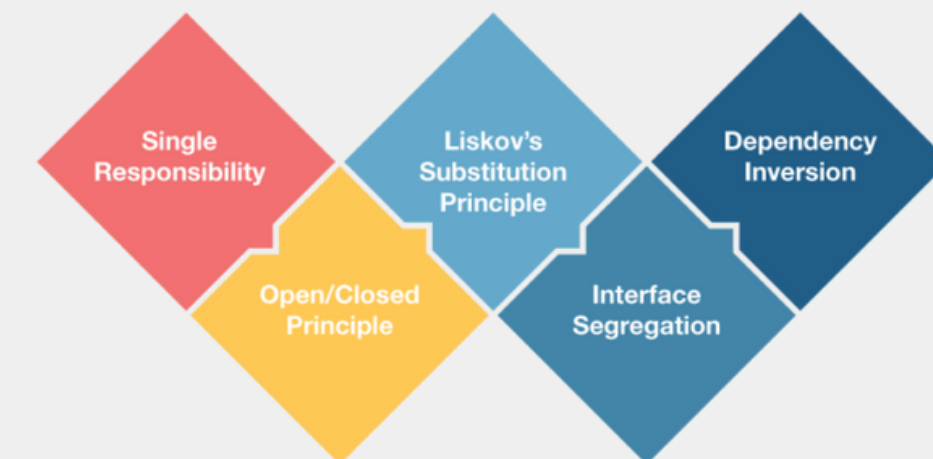 Single
Responsibility
Open/Closed
Principle
Liskov’s
Substitution
Principle
Interface
Segregation
Dependency
Inversion